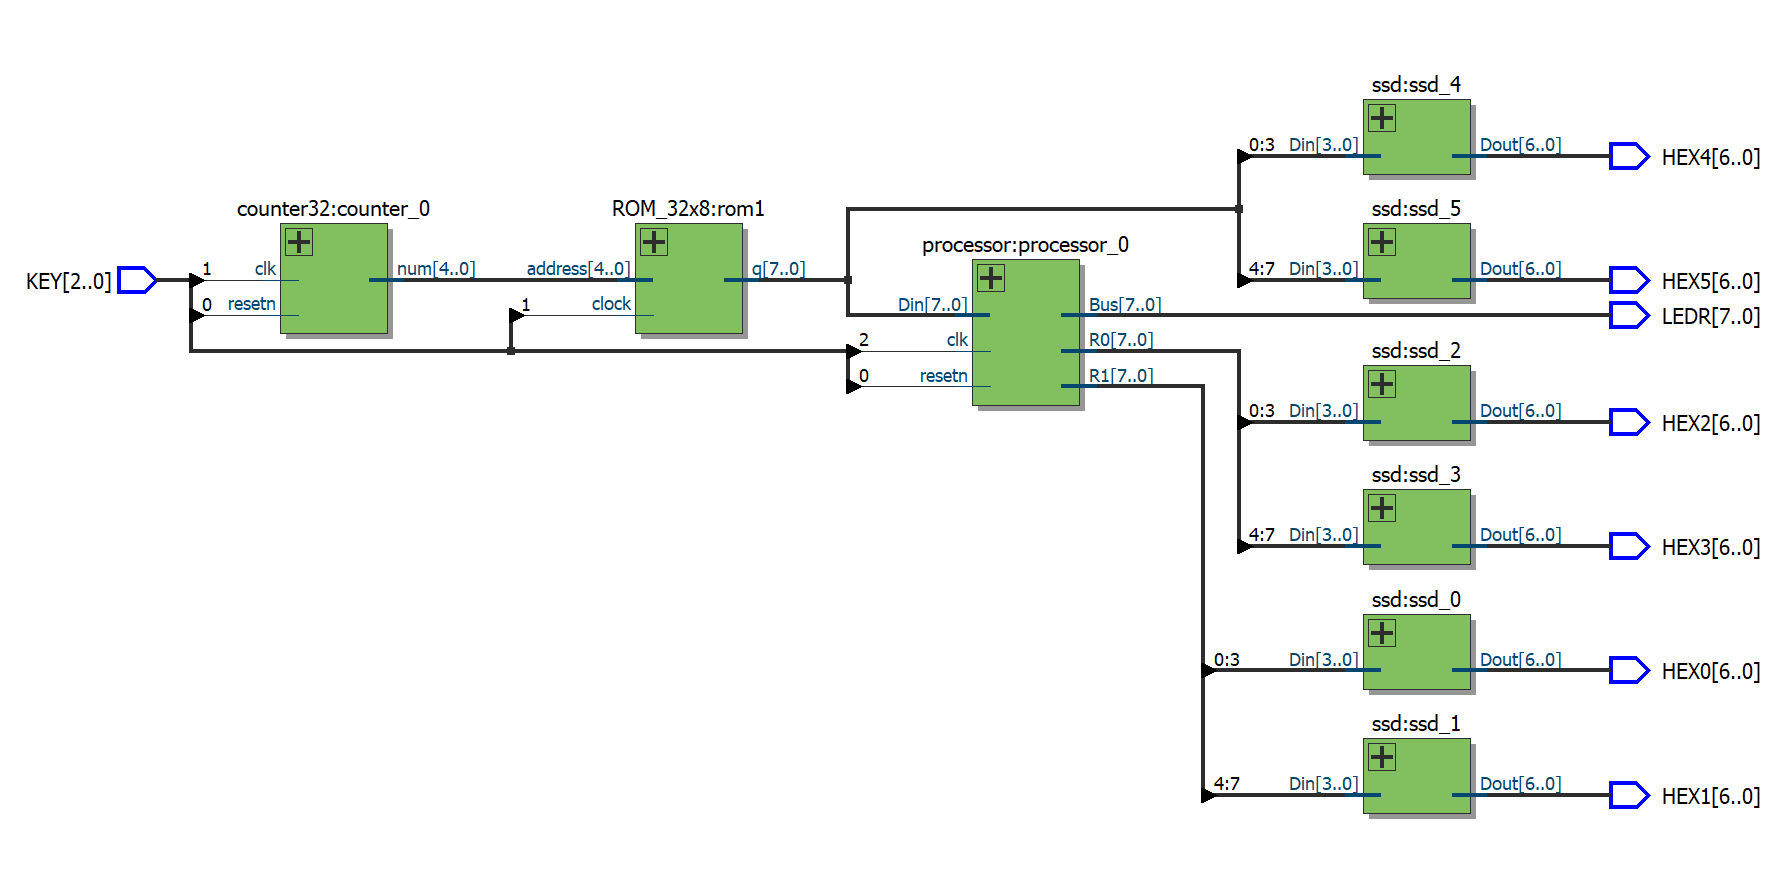 KEY[2..0]
counter32:counter_0
1
clk
num[4..0]
0
resetn
ROM_32x8:rom1
address[4..0]
q[7..0]
1
clock
processor:processor_0
Din[7..0]
Bus[7..0]
2
clk
R0[7..0]
0
resetn
R1[7..0]
ssd:ssd_4
0:3
Din[3..0]
Dout[6..0]
HEX4[6..0]
ssd:ssd_5
4:7
Din[3..0]
Dout[6..0]
HEX5[6..0]
LEDR[7..0]
ssd:ssd_2
0:3
Din[3..0]
Dout[6..0]
HEX2[6..0]
ssd:ssd_3
4:7
Din[3..0]
Dout[6..0]
HEX3[6..0]
ssd:ssd_0
0:3
Din[3..0]
Dout[6..0]
HEX0[6..0]
ssd:ssd_1
4:7
Din[3..0]
Dout[6..0]
HEX1[6..0]